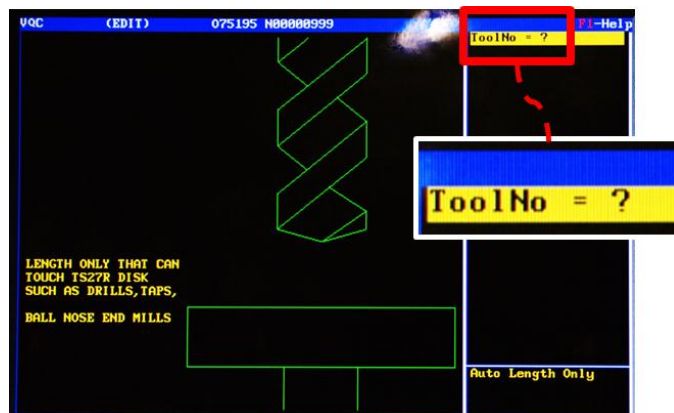 VQC (EDIT) O75195 N00000999 F1-Help
ToolNo = ?
ToolNo = ?
LENGTH ONLY THAT CAN
TOUCH TS27R DISK
SUCH AS DRILLS,TAPS,
BALL NOSE END MILLS
Auto Length Only